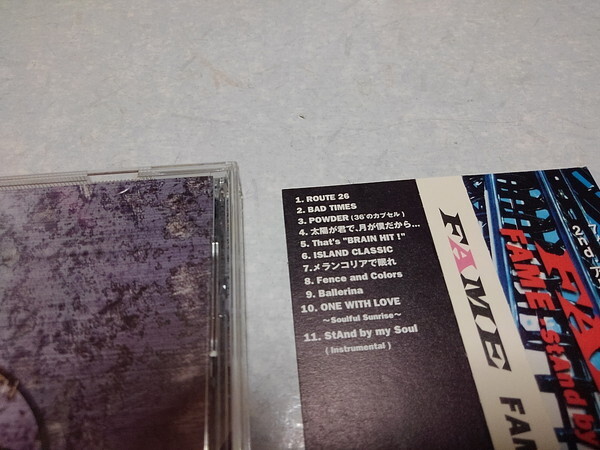 1. ROUTE 26
2. BAD TIMES
3. POWDER ( 36°のカプセル )
4. 太陽が君で、月が僕だから...
5. That's "BRAIN HIT !"
6. ISLAND CLASSIC
7. メランコリアで眠れ
8. Fence and Colors
9. Ballerina
10. ONE WITH LOVE
～Soulful Sunrise～
11. StAnd by my Soul
( Instrumental )
FAME
2nd
FAME
StAnd by